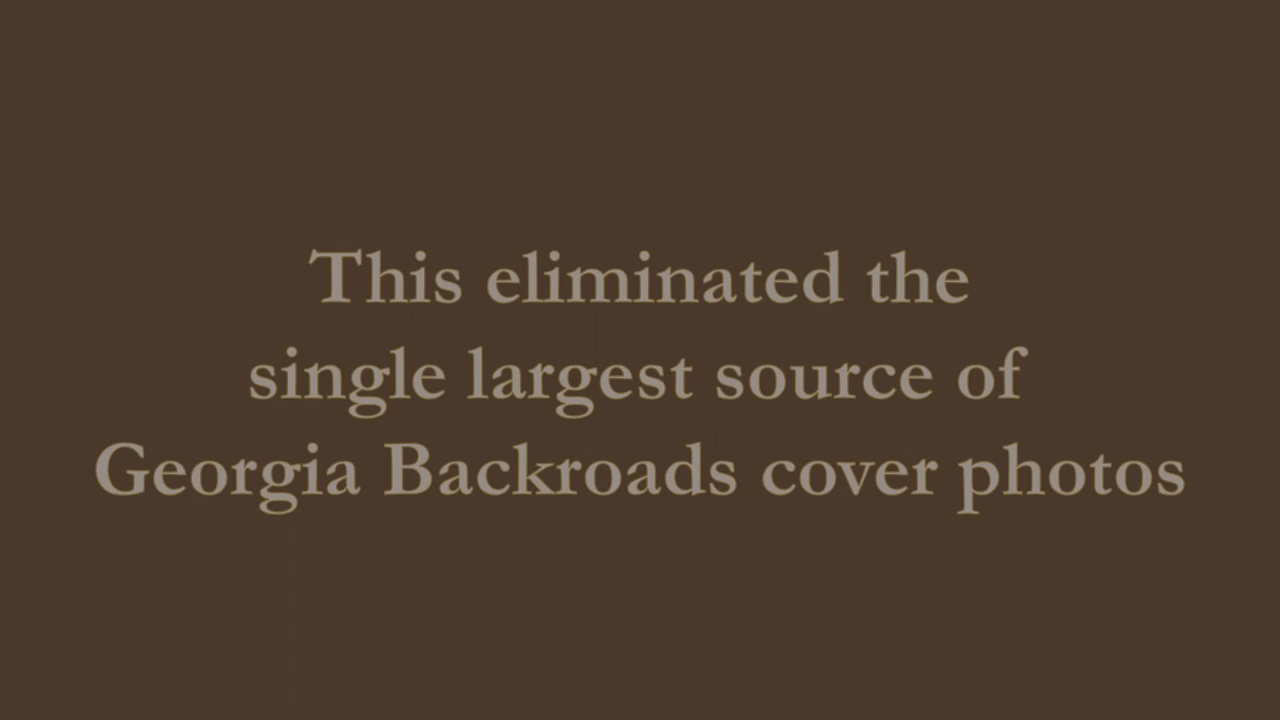 This eliminated the
single largest source of
Georgia Backroads cover photos